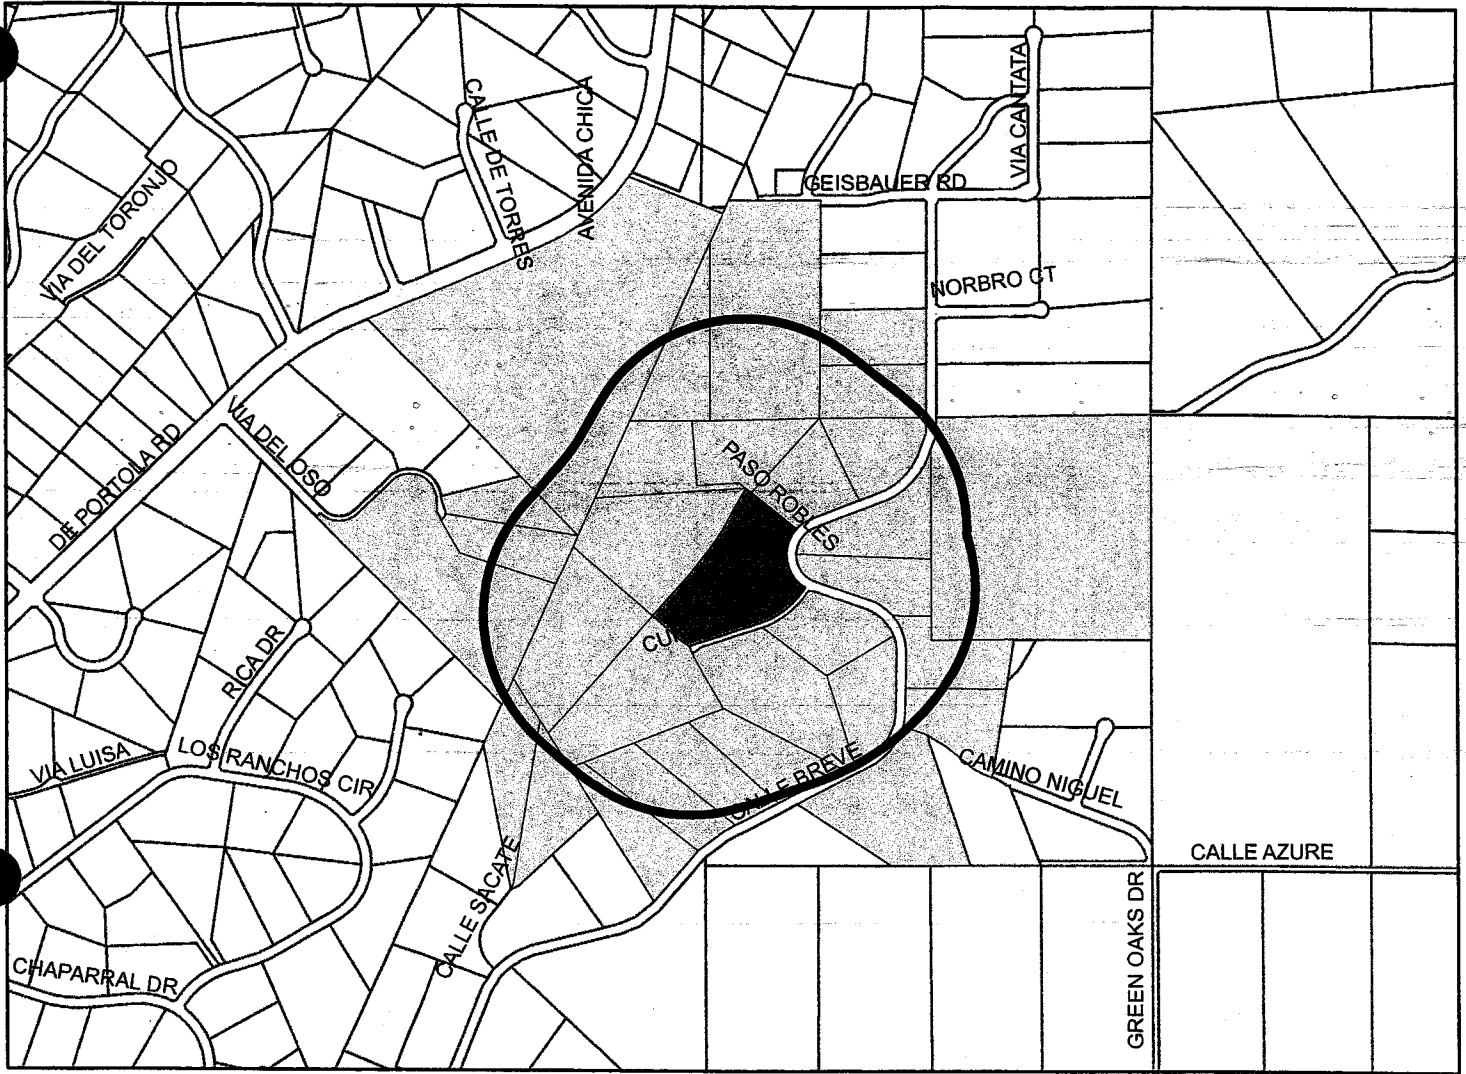 CALLE DE TORRES
AVENIDA CHICA
VIA CANTATA
GEISBAUER RD
VIA DEL TORONJO
NORBRO CT
VIA DEL OSO
DE PORTOLA RD
PASO ROBLES
RICA DR
VIA LUISA
LOS RANCHOS CIR
CALLE BREVE
CAMINO NIGUEL
CALLE AZURE
CALLE SACATE
GREEN OAKS DR
CHAPARRAL DR